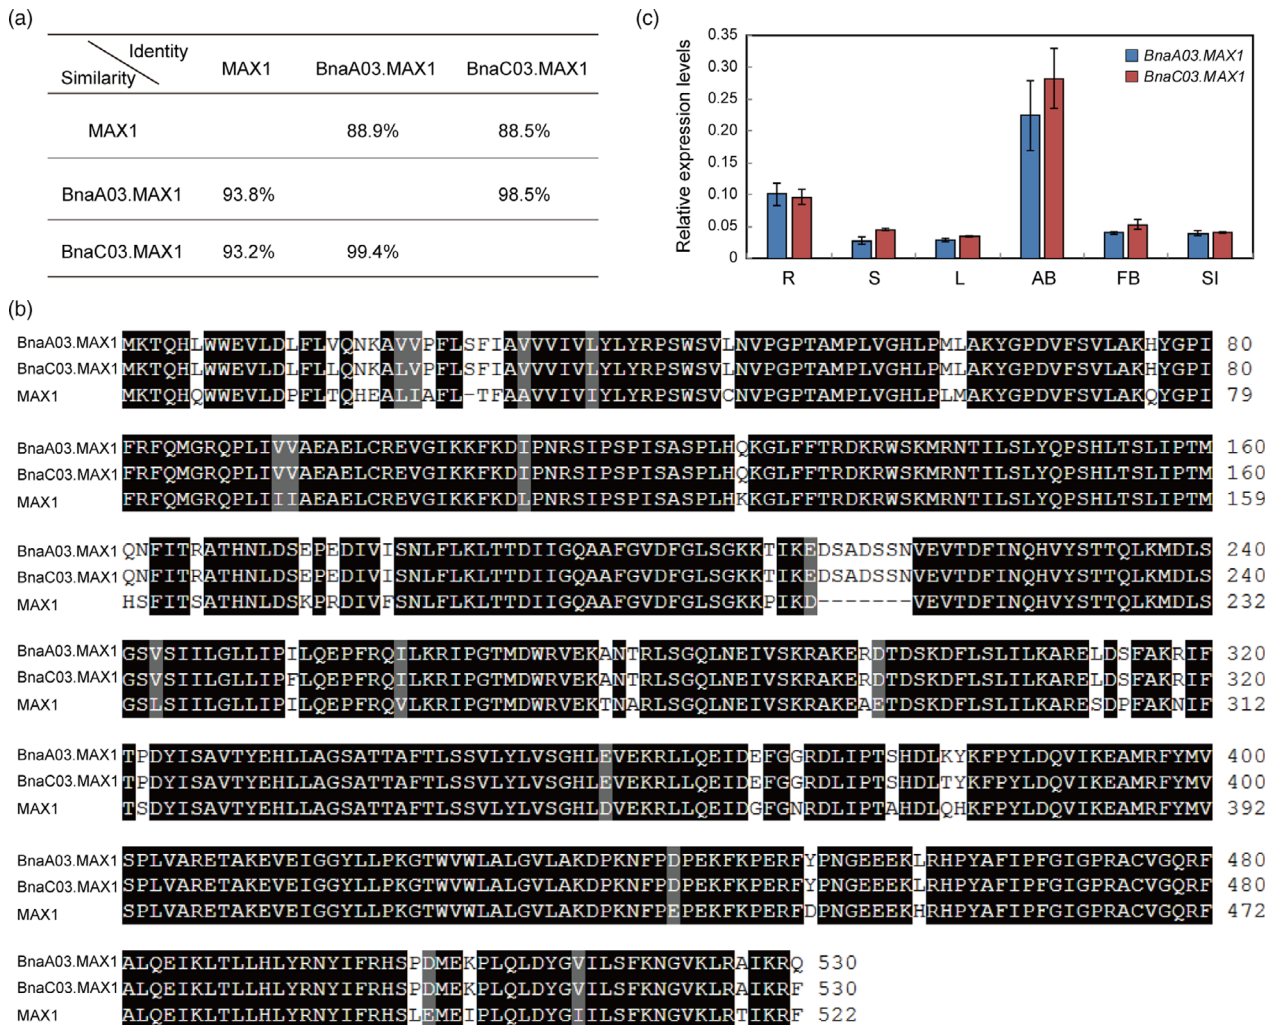 (a)
Identity
Similarity
MAX1 BnaA03.MAX1 BnaC03.MAX1
MAX1 88.9% 88.5%
BnaA03.MAX1 93.8% 98.5%
BnaC03.MAX1 93.2% 99.4%
(c)
Relative expression levels
0.35
0.30
0.25
0.20
0.15
0.10
0.05
0
BnaA03.MAX1
BnaC03.MAX1
R S L AB FB SI
(b)
BnaA03.MAX1 MKTQHLWWEVLDLFLVQNKAVVPFLSFIAVVVIVLYLYRPSWSVLNVPGPTAMPLVGHLPMLAKYGPDVFSVLAKHYGPI 80
BnaC03.MAX1 MKTQHLWWEVLDLFLLQNKALVPFLSFIAVVVIVLYLYRPSWSVLNVPGPTAMPLVGHLPMLAKYGPDVFSVLAKHYGPI 80
MAX1 MKTQHQWWEVLDPFLTQHEALIAFL-TFAAVVIVIYLYRPSWSVCNVPGPTAMPLVGHLPLMAKYGPDVFSVLAKQYGPI 79
BnaA03.MAX1 FRFQMGRQPLIVVAEAELCREVGIKKFKDIPNRSIPSPISASPLHQKGLFFTRDKRWSKMRNTILSLYQPSHLTSLIPTM 160
BnaC03.MAX1 FRFQMGRQPLIVVAEAELCREVGIKKFKDIPNRSIPSPISASPLHQKGLFFTRDKRWSKMRNTILSLYQPSHLTSLIPTM 160
MAX1 FRFQMGRQPLIIIAEAELCREVGIKKFKDLPNRSIPSPISASPLHKKGLFFTRDKRWSKMRNTILSLYQPSHLTSLIPTM 159
BnaA03.MAX1 QNFITRATHNLDSEPEDIVISNLFLKLTTDIIGQAAFGVDFGLSGKKTIKEDSADSSNVEVTDFINQHVYSTTQLKMDLS 240
BnaC03.MAX1 QNFITRATHNLDSEPEDIVISNLFLKLTTDIIGQAAFGVDFGLSGKKTIKEDSADSSNVEVTDFINQHVYSTTQLKMDLS 240
MAX1 HSFITSATHNLDSKPRDIVFSNLFLKLTTDIIGQAAFGVDFGLSGKKPIKD-------VEVTDFINQHVYSTTQLKMDLS 232
BnaA03.MAX1 GSVSIILGLLIPILQEPFRQILKRIPGTMDWRVEKANTRLSGQLNEIVSKRAKERDTDSKDFLSLILKARELDSFAKRIF 320
BnaC03.MAX1 GSVSIILGLLIPFLQEPFRQILKRIPGTMDWRVEKANTRLSGQLNEIVSKRAKERDTDSKDFLSLILKARELDSFAKRIF 320
MAX1 GSLSIILGLLIPILQEPFRQVLKRIPGTMDWRVEKTNARLSGQLNEIVSKRAKEAETDSKDFLSLILKARESDPFAKNIF 312
BnaA03.MAX1 TPDYISAVTYEHLLAGSATTAFTLSSVLYLVSGHLEVEKRLLQEIDEFGGRDLIPTSHDLKYKFPYLDQVIKEAMRFYMV 400
BnaC03.MAX1 TPDYISAVTYEHLLAGSATTAFTLSSVLYLVSGHLEVEKRLLQEIDEFGGRDLIPTSHDLTYKFPYLDQVIKEAMRFYMV 400
MAX1 TSDYISAVTYEHLLAGSATTAFTLSSVLYLVSGHLDVEKRLLQEIDGFGNRDLIPTAHDLQHKFPYLDQVIKEAMRFYMV 392
BnaA03.MAX1 SPLVARETAKEVEIGGYLLPKGTWVWLALGVLAKDPKNFPDPEKFKPERFYPNGEEEKLRHPYAFIPFGIGPRACVGQRF 480
BnaC03.MAX1 SPLVARETAKEVEIGGYLLPKGTWVWLALGVLAKDPKNFPDPEKFKPERFYPNGEEEKLRHPYAFIPFGIGPRACVGQRF 480
MAX1 SPLVARETAKEVEIGGYLLPKGTWVWLALGVLAKDPKNFPEPEKFKPERFDPNGEEEKHRHPYAFIPFGIGPRACVGQRF 472
BnaA03.MAX1 ALQEIKLTLLHLYRNYIFRHSPDMEKPLQLDYGVILSFKNGVKLRAIKRQ 530
BnaC03.MAX1 ALQEIKLTLLHLYRNYIFRHSPDMEKPLQLDYGVILSFKNGVKLRAIKRF 530
MAX1 ALQEIKLTLLHLYRNYIFRHSLEMEIPLQLDYGIILSFKNGVKLRTIKRF 522